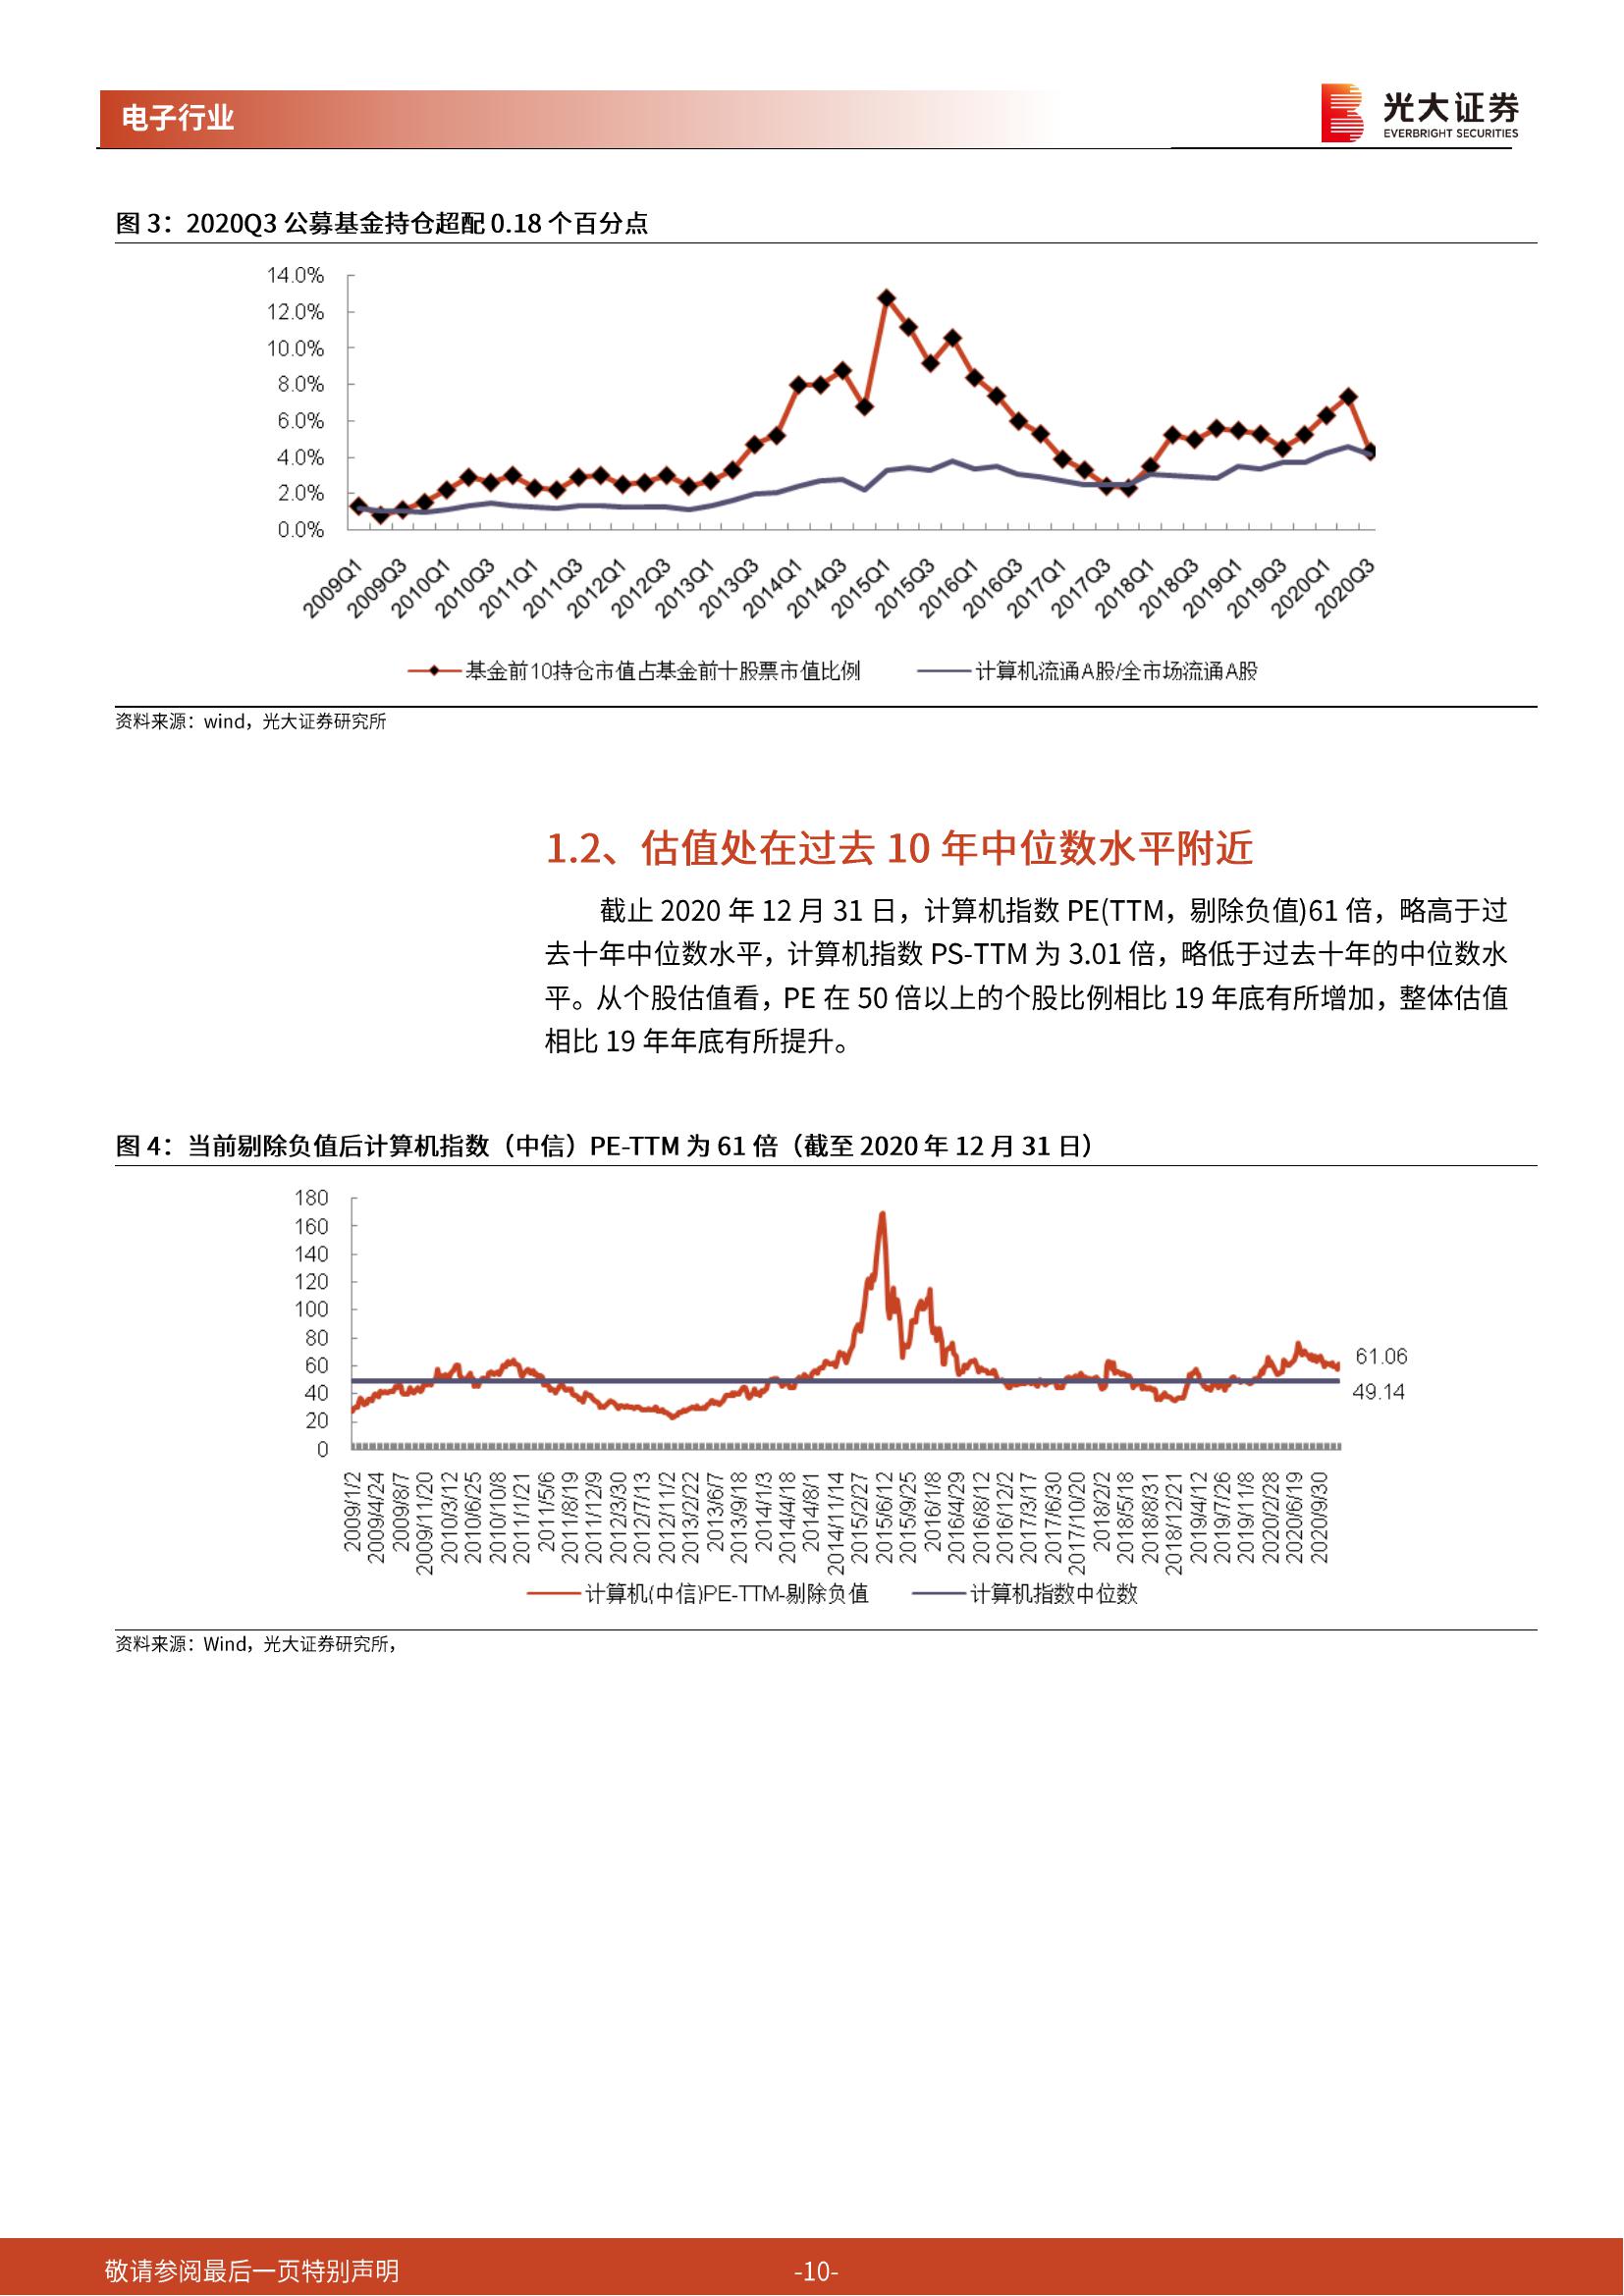 电子行业
光大证券
EVERBRIGHT SECURITIES
图 3：2020Q3 公募基金持仓超配 0.18 个百分点
14.0%
12.0%
10.0%
8.0%
6.0%
4.0%
2.0%
0.0%
2009Q1
2009Q3
2010Q1
2010Q3
2011Q1
2011Q3
2012Q1
2012Q3
2013Q1
2013Q3
2014Q1
2014Q3
2015Q1
2015Q3
2016Q1
2016Q3
2017Q1
2017Q3
2018Q1
2018Q3
2019Q1
2019Q3
2020Q1
2020Q3
基金前10持仓市值占基金前十股票市值比例
计算机流通A股/全市场流通A股
资料来源：wind，光大证券研究所
1.2、估值处在过去 10 年中位数水平附近
截止 2020 年 12 月 31 日，计算机指数 PE(TTM，剔除负值)61 倍，略高于过
去十年中位数水平，计算机指数 PS-TTM 为 3.01 倍，略低于过去十年的中位数水
平。从个股估值看，PE 在 50 倍以上的个股比例相比 19 年底有所增加，整体估值
相比 19 年年底有所提升。
图 4：当前剔除负值后计算机指数（中信）PE-TTM 为 61 倍（截至 2020 年 12 月 31 日）
180
160
140
120
100
80
60
40
20
0
61.06
49.14
2009/1/2
2009/4/24
2009/8/7
2009/11/20
2010/3/12
2010/6/25
2010/10/8
2011/1/21
2011/5/6
2011/8/19
2011/12/9
2012/3/30
2012/7/13
2012/11/2
2013/2/22
2013/6/7
2013/9/18
2014/1/3
2014/4/18
2014/8/1
2014/11/14
2015/2/27
2015/6/12
2015/9/25
2016/1/8
2016/4/29
2016/8/12
2016/12/2
2017/3/17
2017/6/30
2017/10/20
2018/2/2
2018/5/18
2018/8/31
2018/12/21
2019/4/12
2019/7/26
2019/11/8
2020/2/28
2020/6/19
2020/9/30
计算机(中信)PE-TTM-剔除负值
计算机指数中位数
资料来源：Wind，光大证券研究所，
敬请参阅最后一页特别声明
-10-